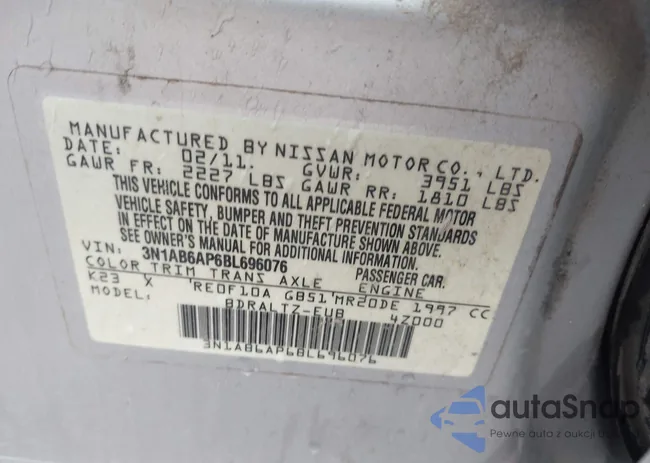 MANUFACTURED BY NISSAN MOTOR CO., LTD.
DATE: 02/11. GVWR: 3951 LBS
GAWR FR: 2227 LBS GAWR RR: 1810 LBS
THIS VEHICLE CONFORMS TO ALL APPLICABLE FEDERAL MOTOR
VEHICLE SAFETY, BUMPER AND THEFT PREVENTION STANDARDS
IN EFFECT ON THE DATE OF MANUFACTURE SHOWN ABOVE.
SEE OWNER'S MANUAL FOR ADDITIONAL INFORMATION.
VIN: 3N1AB6AP6BL696076 PASSENGER CAR.
COLOR TRIM TRANS AXLE ENGINE
K23 X RE0F10A GB51 MR20DE 1997 CC
MODEL: BDRALTZ-EUB 4Z000
3N1AB6AP6BL696076
autaSnap
Pewne auto z aukcji